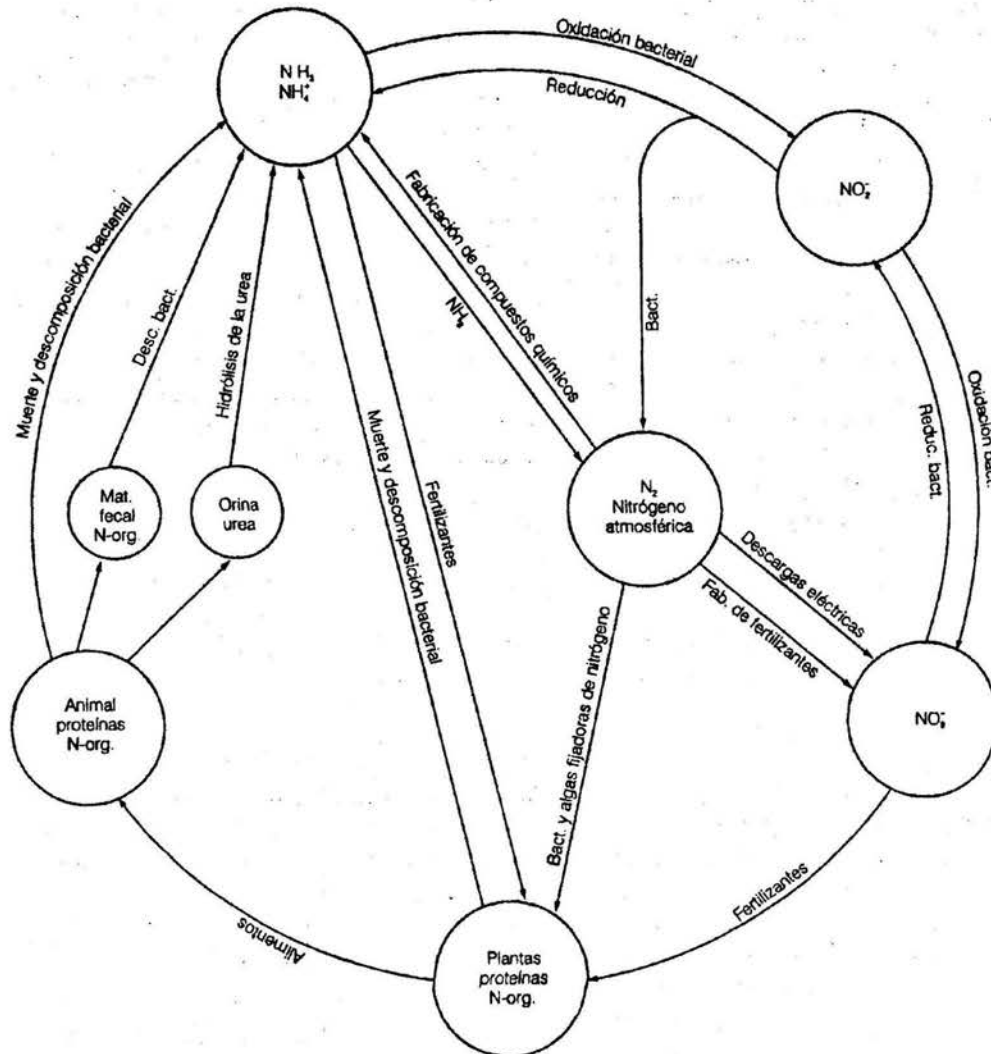 Oxidación bacterial
Reducción
N H₃
NH₄⁺
NO₂⁻
Fabricación de compuestos químicos
NH₃
Bact.
Muerte y descomposición bacterial
Desc. bact.
Hidrólisis de la urea
Oxidación bact.
Reduc. bact.
Muerte y descomposición bacterial
Fertilizantes
Mat.
fecal
N-org.
Orina
urea
N₂
Nitrógeno
atmosférica
Descargas eléctricas
Fab. de fertilizantes
Bact. y algas fijadoras de nitrógeno
Animal
proteínas
N-org.
NO₃⁻
Alimentos
Fertilizantes
Plantas
proteínas
N-org.